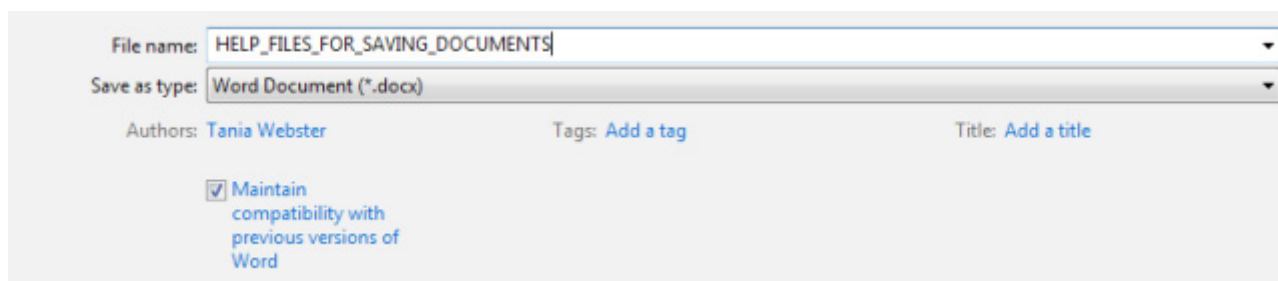 File name: HELP_FILES_FOR_SAVING_DOCUMENTS
Save as type: Word Document (*.docx)
Authors: Tania Webster Tags: Add a tag Title: Add a title
Maintain
compatibility with
previous versions of
Word